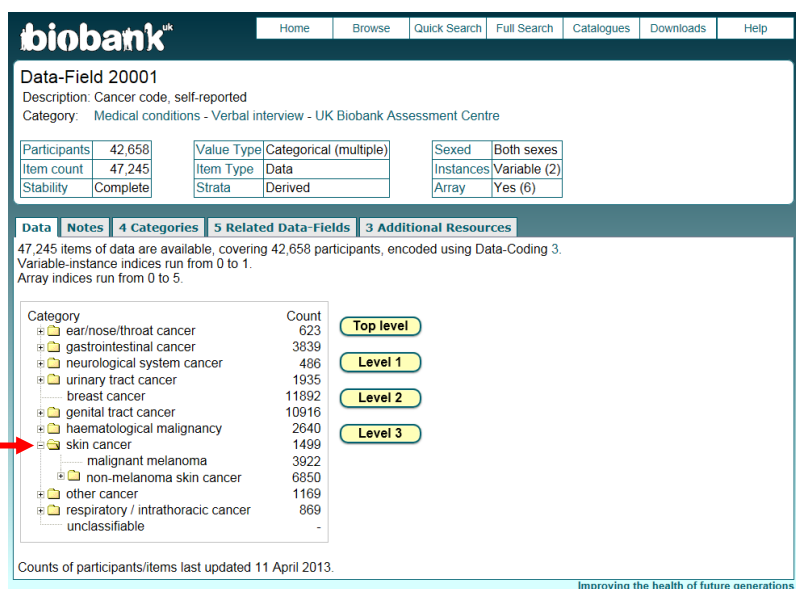 biobank uk
Home Browse Quick Search Full Search Catalogues Downloads Help
Data-Field 20001
Description: Cancer code, self-reported
Category: Medical conditions - Verbal interview - UK Biobank Assessment Centre
Participants 42,658 Value Type Categorical (multiple) Sexed Both sexes
Item count 47,245 Item Type Data Instances Variable (2)
Stability Complete Strata Derived Array Yes (6)
Data Notes 4 Categories 5 Related Data-Fields 3 Additional Resources
47,245 items of data are available, covering 42,658 participants, encoded using Data-Coding 3.
Variable-instance indices run from 0 to 1.
Array indices run from 0 to 5.
Category Count
ear/nose/throat cancer 623
gastrointestinal cancer 3839
neurological system cancer 486
urinary tract cancer 1935
breast cancer 11892
genital tract cancer 10916
haematological malignancy 2640
skin cancer 1499
malignant melanoma 3922
non-melanoma skin cancer 6850
other cancer 1169
respiratory / intrathoracic cancer 869
unclassifiable -
Top level
Level 1
Level 2
Level 3
Counts of participants/items last updated 11 April 2013.
Improving the health of future generations